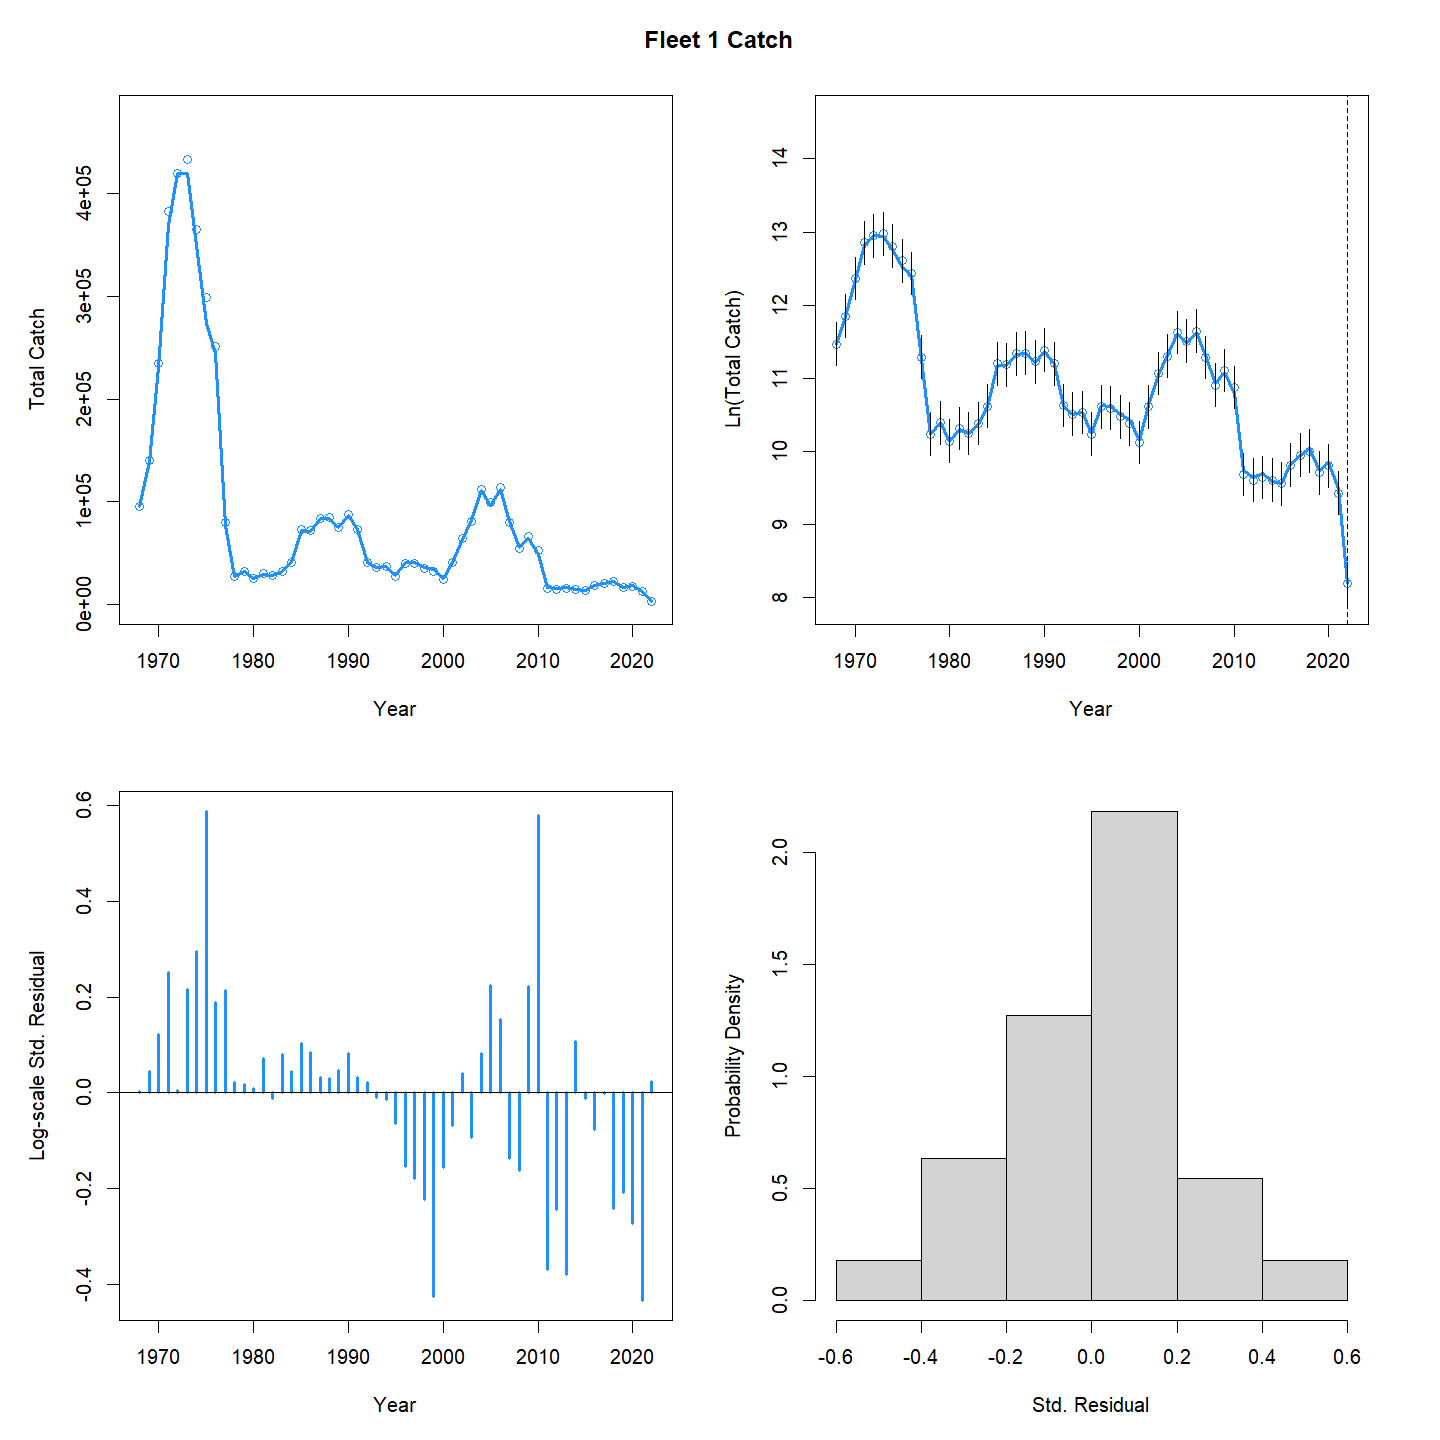 Fleet 1 Catch
Total Catch
4e+05
3e+05
2e+05
1e+05
0e+00
1970 1980 1990 2000 2010 2020
Year
Ln(Total Catch)
14
13
12
11
10
9
8
1970 1980 1990 2000 2010 2020
Year
Log-scale Std. Residual
0.6
0.4
0.2
0.0
-0.2
-0.4
1970 1980 1990 2000 2010 2020
Year
Probability Density
2.0
1.5
1.0
0.5
0.0
-0.6 -0.4 -0.2 0.0 0.2 0.4 0.6
Std. Residual